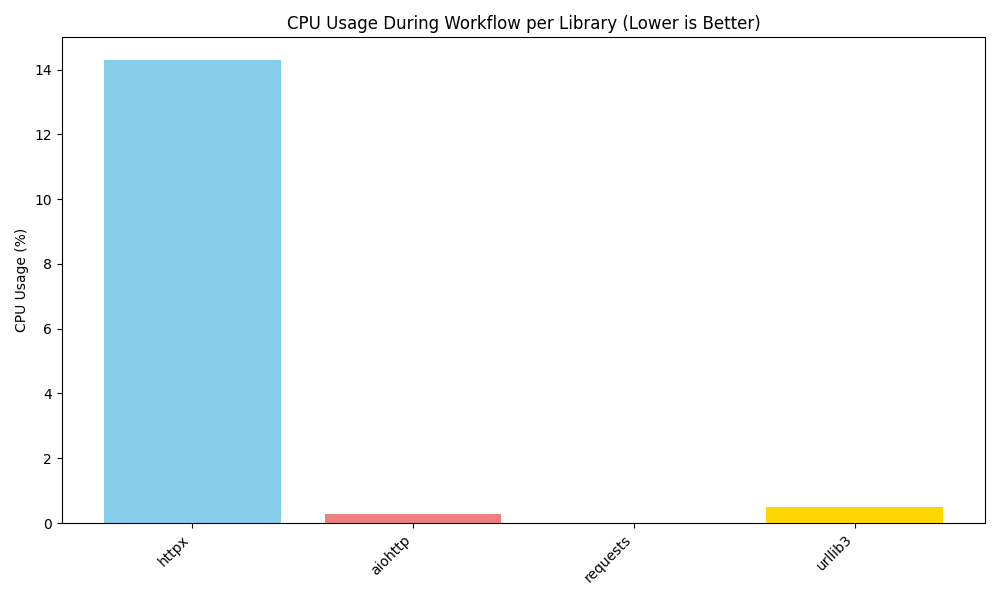 CPU Usage During Workflow per Library (Lower is Better)
CPU Usage (%)
14
12
10
8
6
4
2
0
httpx
aiohttp
requests
urllib3